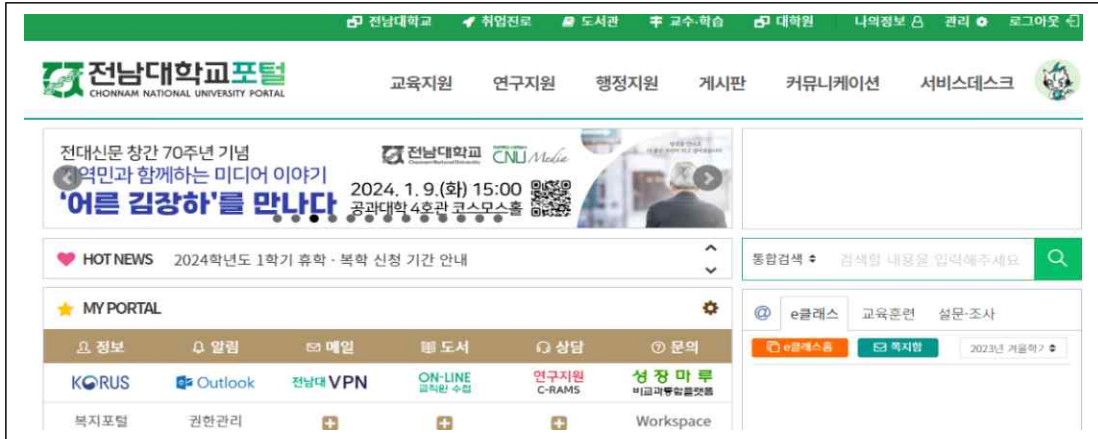 전남대학교 취업진로 도서관 교수·학습 대학원 나의정보 관리 로그아웃
전남대학교포털
CHONNAM NATIONAL UNIVERSITY PORTAL
교육지원 연구지원 행정지원 게시판 커뮤니케이션 서비스데스크
전대신문 창간 70주년 기념
지역민과 함께하는 미디어 이야기
'어른 김장하'를 만나다
전남대학교 CNU Media
2024. 1. 9.(화) 15:00
공과대학 4호관 코스모스홀
HOT NEWS 2024학년도 1학기 휴학 · 복학 신청 기간 안내
통합검색 검색할 내용을 입력해주세요
MY PORTAL
@ e클래스 교육훈련 설문·조사
정보 알림 메일 도서 상담 문의
e클래스홈 쪽지함 2023년 겨울학기
KORUS Outlook 전남대 VPN ON-LINE 교직원 수첩 연구지원 C-RAMS 성장마루 비교과통합플랫폼
복지포털 권한관리 Workspace